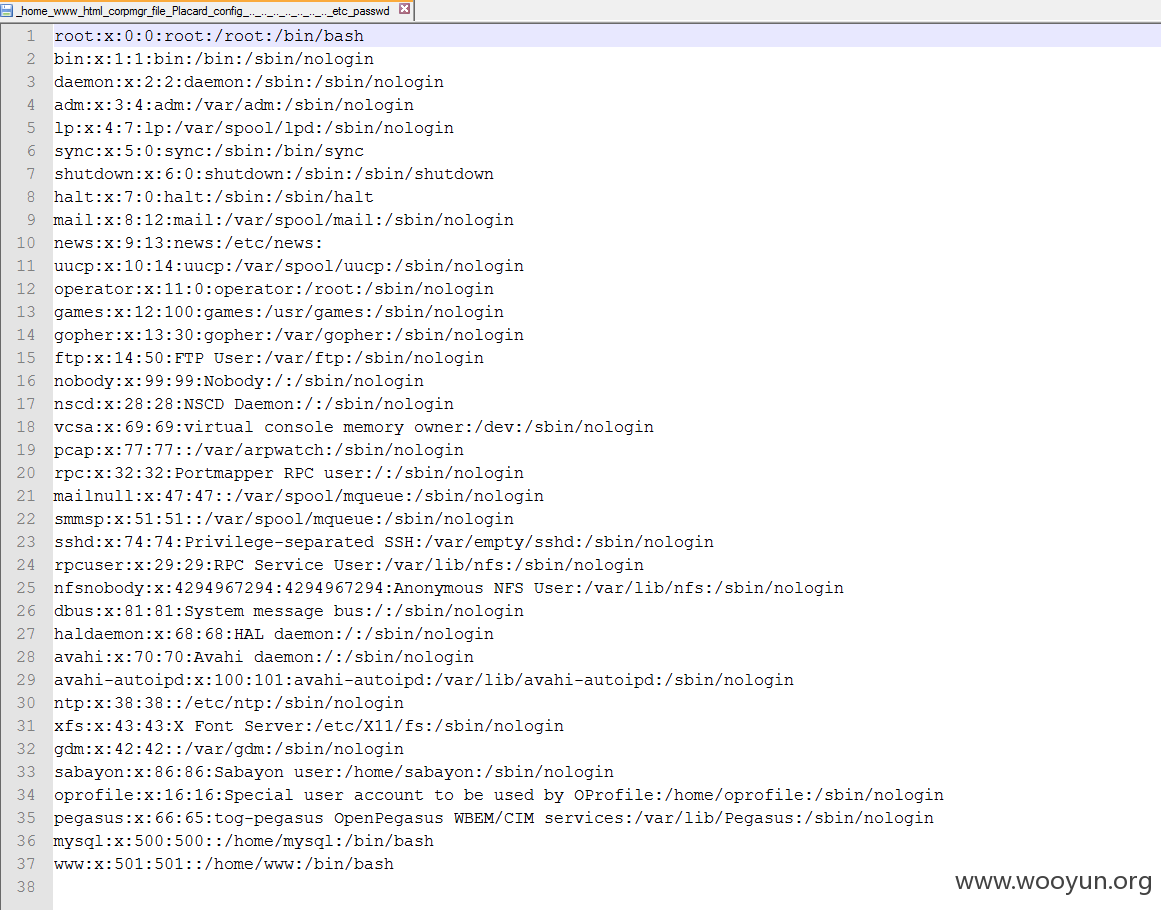 _home_www_html_corpmgr_file_Placard_config_.._.._.._.._.._.._.._etc_passwd
1 root:x:0:0:root:/root:/bin/bash
2 bin:x:1:1:bin:/bin:/sbin/nologin
3 daemon:x:2:2:daemon:/sbin:/sbin/nologin
4 adm:x:3:4:adm:/var/adm:/sbin/nologin
5 lp:x:4:7:lp:/var/spool/lpd:/sbin/nologin
6 sync:x:5:0:sync:/sbin:/bin/sync
7 shutdown:x:6:0:shutdown:/sbin:/sbin/shutdown
8 halt:x:7:0:halt:/sbin:/sbin/halt
9 mail:x:8:12:mail:/var/spool/mail:/sbin/nologin
10 news:x:9:13:news:/etc/news:
11 uucp:x:10:14:uucp:/var/spool/uucp:/sbin/nologin
12 operator:x:11:0:operator:/root:/sbin/nologin
13 games:x:12:100:games:/usr/games:/sbin/nologin
14 gopher:x:13:30:gopher:/var/gopher:/sbin/nologin
15 ftp:x:14:50:FTP User:/var/ftp:/sbin/nologin
16 nobody:x:99:99:Nobody:/:/sbin/nologin
17 nscd:x:28:28:NSCD Daemon:/:/sbin/nologin
18 vcsa:x:69:69:virtual console memory owner:/dev:/sbin/nologin
19 pcap:x:77:77::/var/arpwatch:/sbin/nologin
20 rpc:x:32:32:Portmapper RPC user:/:/sbin/nologin
21 mailnull:x:47:47::/var/spool/mqueue:/sbin/nologin
22 smmsp:x:51:51::/var/spool/mqueue:/sbin/nologin
23 sshd:x:74:74:Privilege-separated SSH:/var/empty/sshd:/sbin/nologin
24 rpcuser:x:29:29:RPC Service User:/var/lib/nfs:/sbin/nologin
25 nfsnobody:x:4294967294:4294967294:Anonymous NFS User:/var/lib/nfs:/sbin/nologin
26 dbus:x:81:81:System message bus:/:/sbin/nologin
27 haldaemon:x:68:68:HAL daemon:/:/sbin/nologin
28 avahi:x:70:70:Avahi daemon:/:/sbin/nologin
29 avahi-autoipd:x:100:101:avahi-autoipd:/var/lib/avahi-autoipd:/sbin/nologin
30 ntp:x:38:38::/etc/ntp:/sbin/nologin
31 xfs:x:43:43:X Font Server:/etc/X11/fs:/sbin/nologin
32 gdm:x:42:42::/var/gdm:/sbin/nologin
33 sabayon:x:86:86:Sabayon user:/home/sabayon:/sbin/nologin
34 oprofile:x:16:16:Special user account to be used by OProfile:/home/oprofile:/sbin/nologin
35 pegasus:x:66:65:tog-pegasus OpenPegasus WBEM/CIM services:/var/lib/Pegasus:/sbin/nologin
36 mysql:x:500:500::/home/mysql:/bin/bash
37 www:x:501:501::/home/www:/bin/bash
38
www.wooyun.org